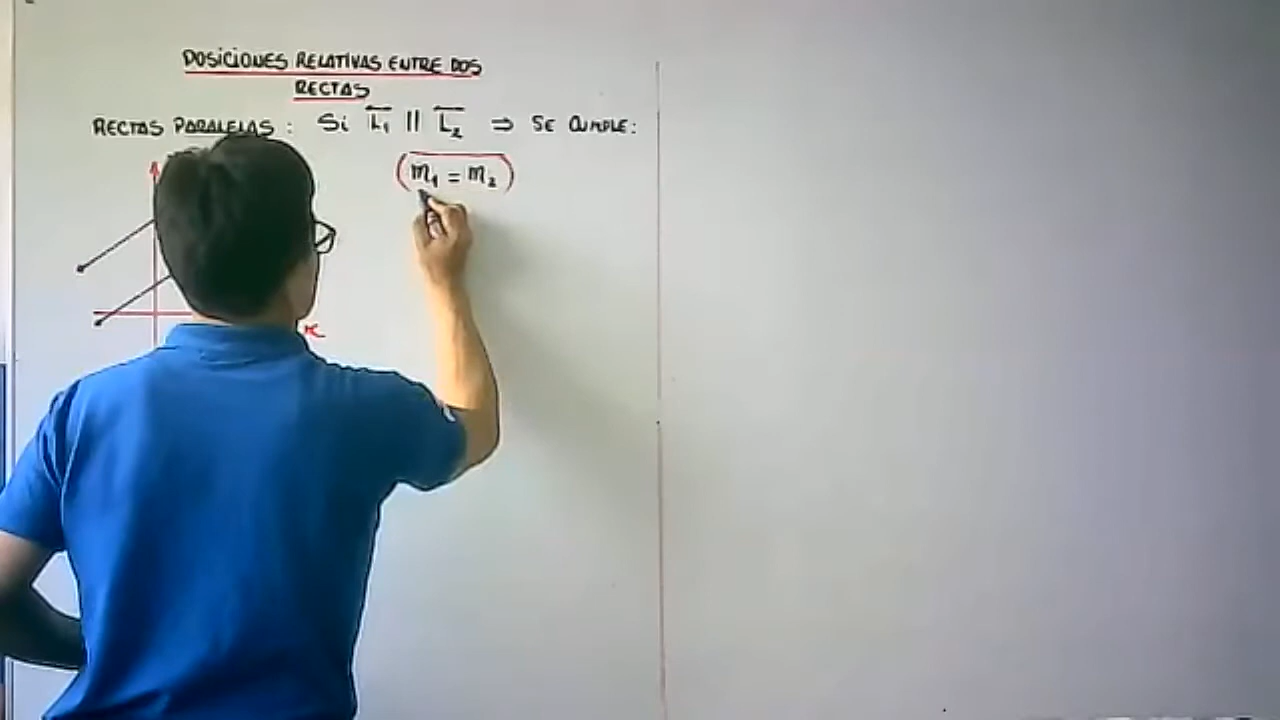 POSICIONES RELATIVAS ENTRE DOS
RECTAS
RECTAS PARALELAS : Si L₁ || L₂ ⇒ SE CUMPLE:
m₁ = m₂
x